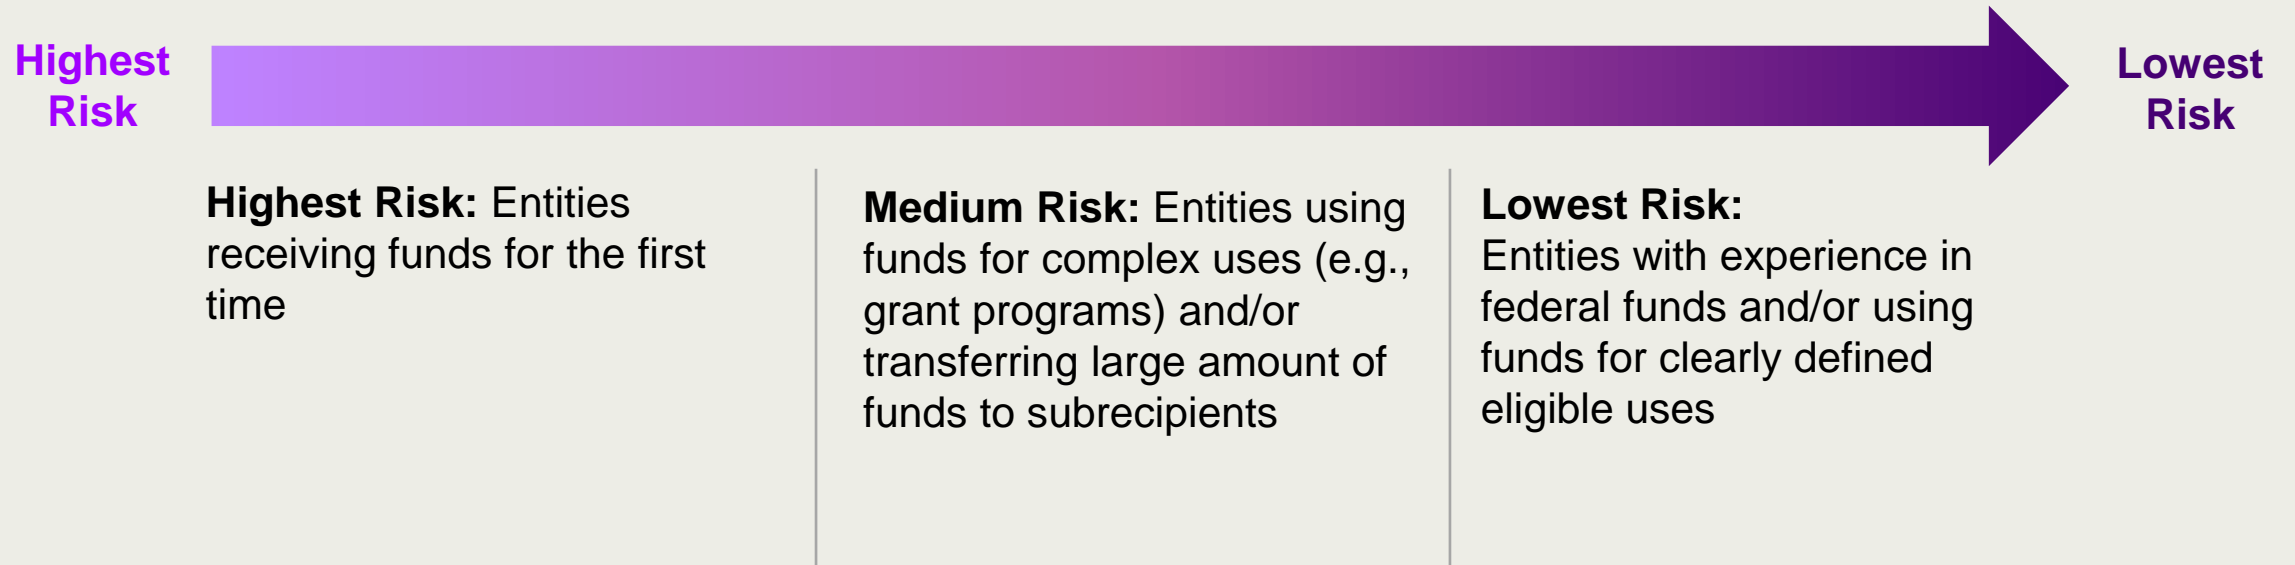 Highest
Risk
Lowest
Risk
Highest Risk: Entities
receiving funds for the first
time
Medium Risk: Entities using
funds for complex uses (e.g.,
grant programs) and/or
transferring large amount of
funds to subrecipients
Lowest Risk:
Entities with experience in
federal funds and/or using
funds for clearly defined
eligible uses